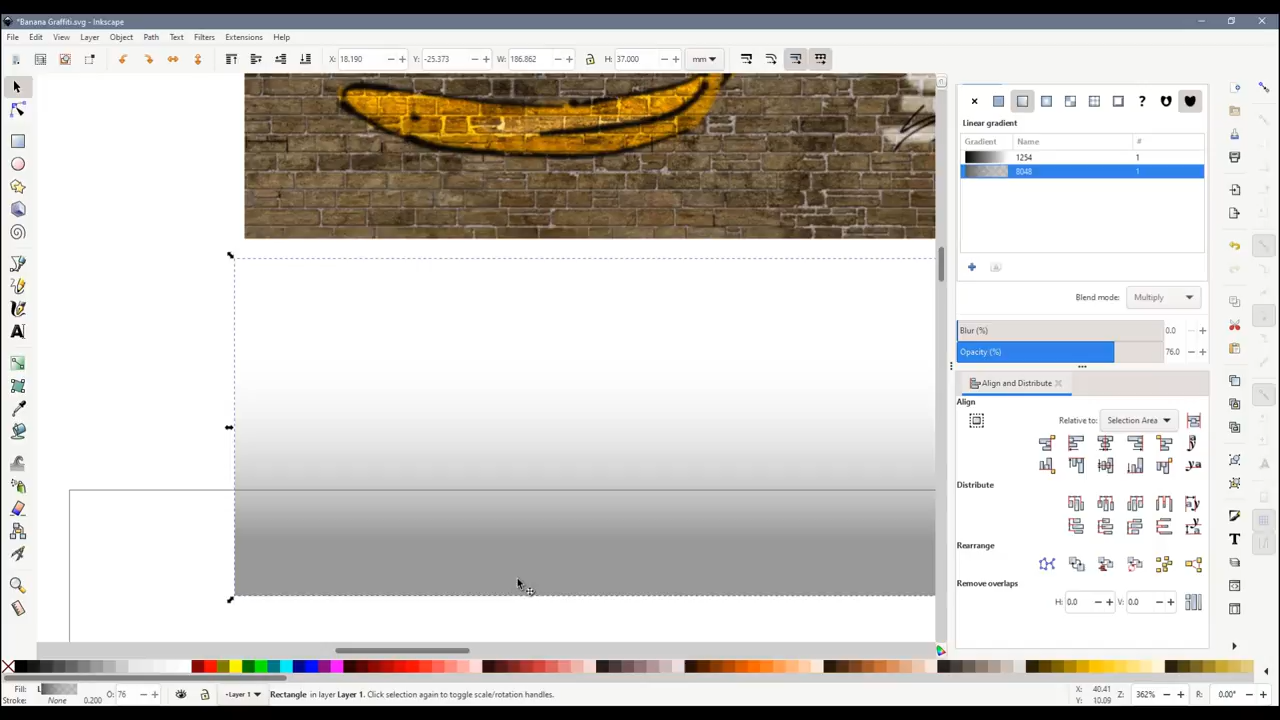 *Banana Graffiti.svg - Inkscape
File Edit View Layer Object Path Text Filters Extensions Help
X: 18.190 Y: -25.373 W: 186.862 H: 37.000 mm
Linear gradient
Gradient Name #
1254 1
8048 1
Blend mode: Multiply
Blur (%) 0.0
Opacity (%) 76.0
Align and Distribute
Align
Relative to: Selection Area
Distribute
Rearrange
Remove overlaps
H: 0.0 V: 0.0
Fill: L
Stroke: None 0.200 O: 76 Layer 1 Rectangle in layer Layer 1. Click selection again to toggle scale/rotation handles.
X: 40.41
Y: 10.09
Z: 362% R: 0.00°